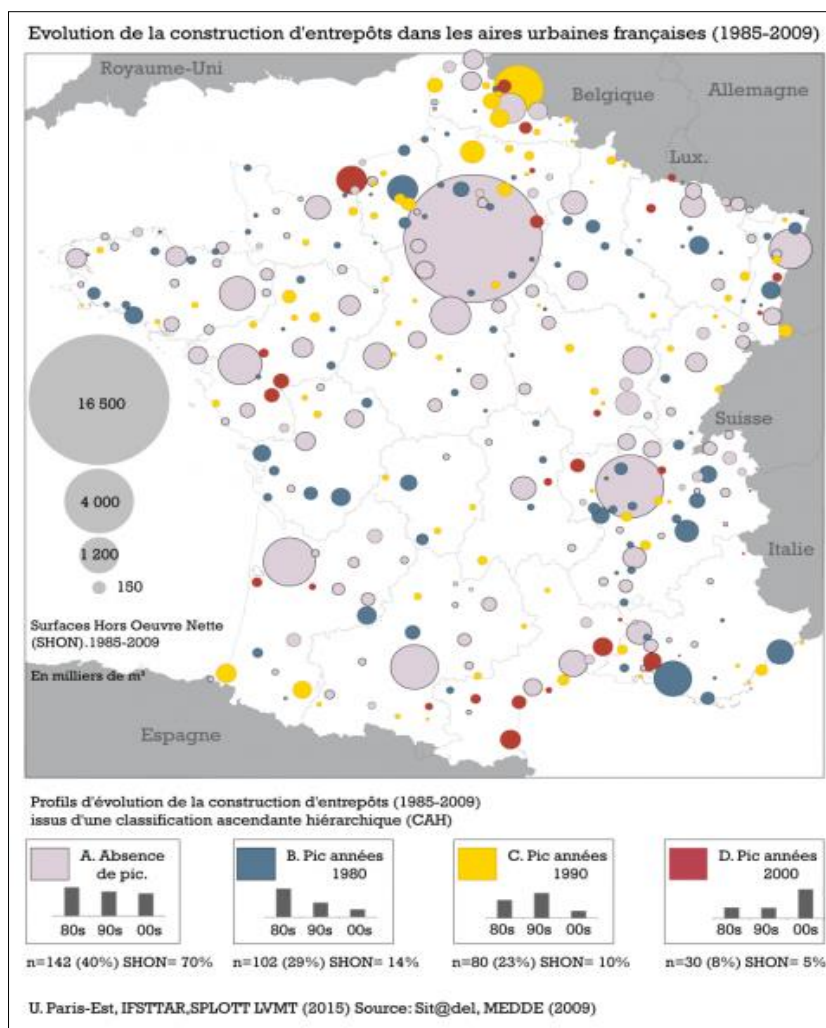 Evolution de la construction d'entrepôts dans les aires urbaines françaises (1985-2009)
Royaume-Uni
Belgique
Allemagne
Lux.
16 500
Suisse
4 000
1 200
Italie
150
Surfaces Hors Oeuvre Nette
(SHON).1985-2009
En milliers de m²
Espagne
Profils d'évolution de la construction d'entrepôts (1985-2009)
issus d'une classification ascendante hiérarchique (CAH)
A. Absence
de pic.
80s 90s 00s
B. Pic années
1980
80s 90s 00s
C. Pic années
1990
80s 90s 00s
D. Pic années
2000
80s 90s 00s
n=142 (40%) SHON= 70%
n=102 (29%) SHON= 14%
n=80 (23%) SHON= 10%
n=30 (8%) SHON= 5%
U. Paris-Est, IFSTTAR,SPLOTT LVMT (2015) Source: Sit@del, MEDDE (2009)